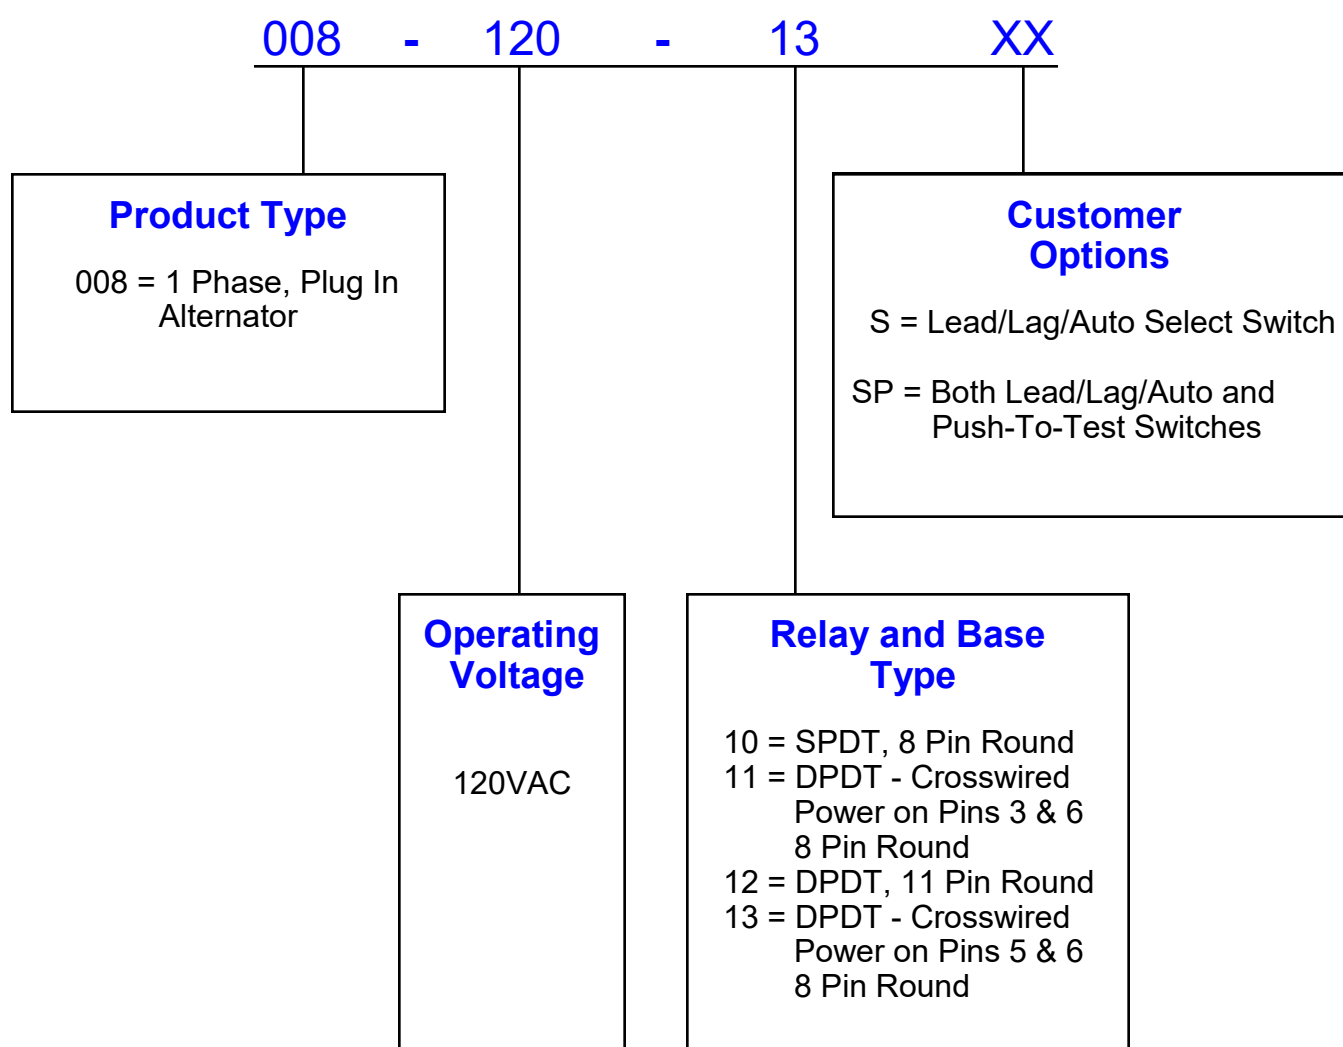 008 - 120 - 13 XX
Product Type
008 = 1 Phase, Plug In
Alternator
Customer
Options
S = Lead/Lag/Auto Select Switch
SP = Both Lead/Lag/Auto and
Push-To-Test Switches
Operating
Voltage
120VAC
Relay and Base
Type
10 = SPDT, 8 Pin Round
11 = DPDT - Crosswired
Power on Pins 3 & 6
8 Pin Round
12 = DPDT, 11 Pin Round
13 = DPDT - Crosswired
Power on Pins 5 & 6
8 Pin Round